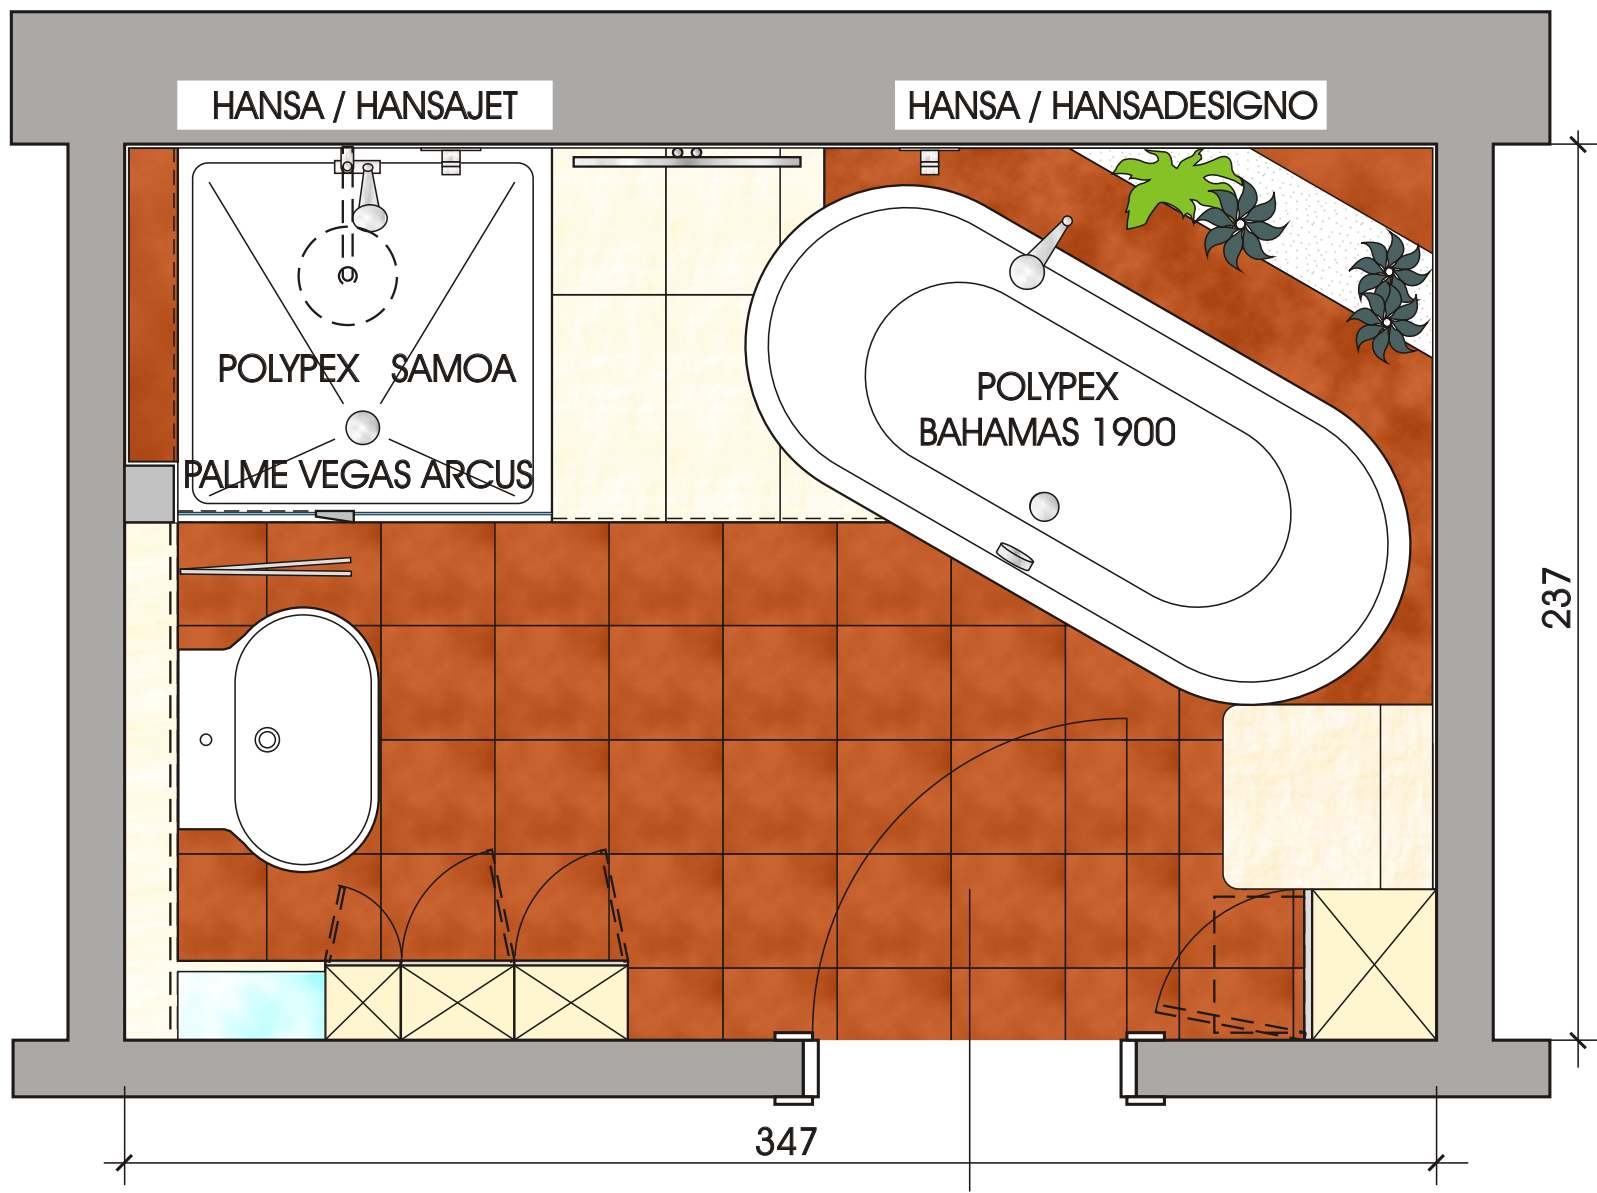 HANSA / HANSAJET
HANSA / HANSADESIGNO
POLYPEX SAMOA
PALME VEGAS ARCUS
POLYPEX
BAHAMAS 1900
237
347